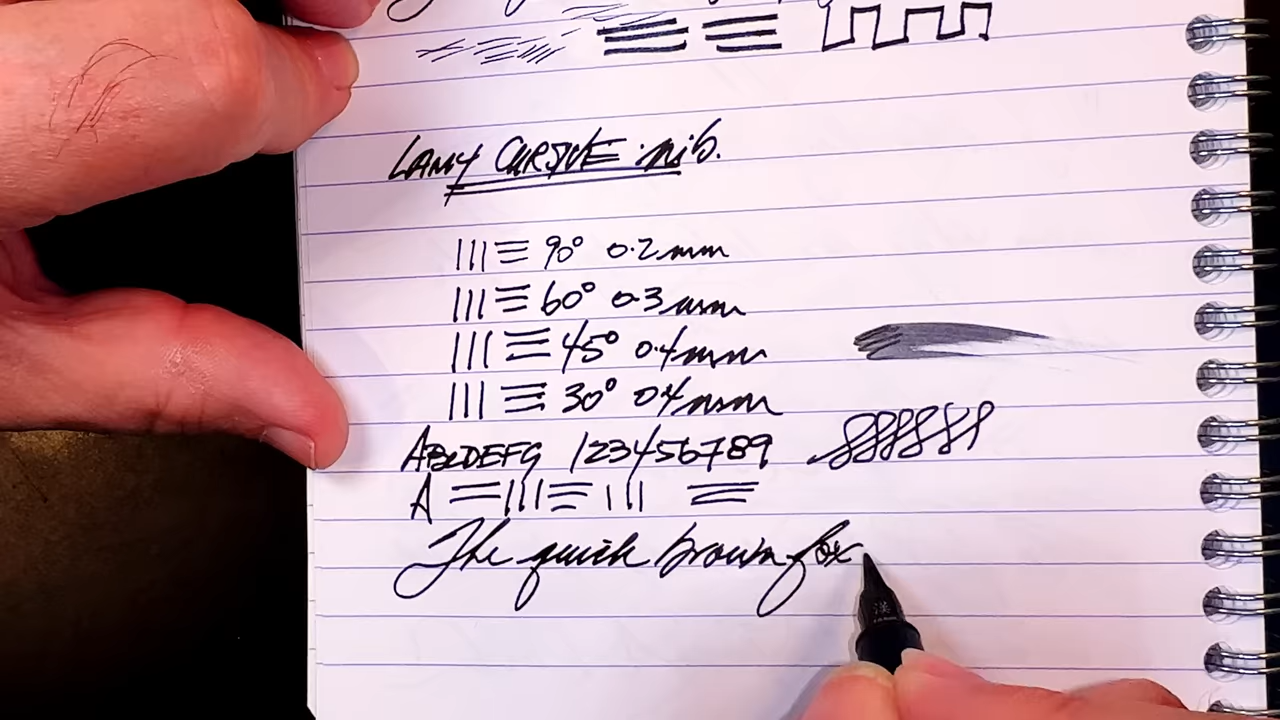 LAMY CURSIVE nib.
90° 0.2mm
60° 0.3mm
45° 0.4mm
30° 0.4mm
ABCDEFG 123456789
A
The quick brown fox
漢